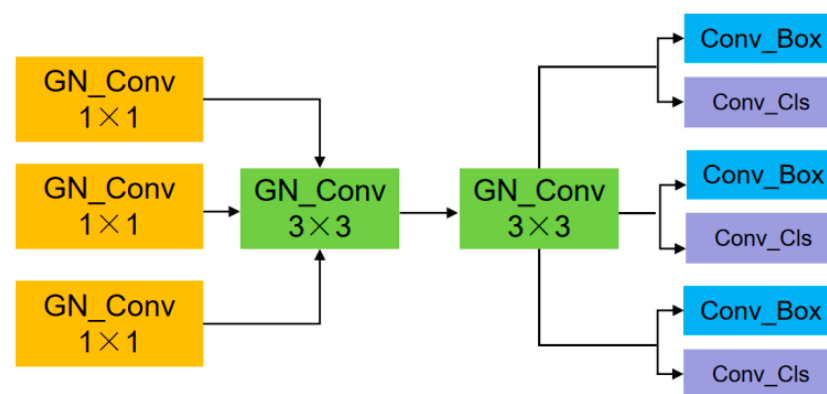 GN_Conv
1×1
GN_Conv
1×1
GN_Conv
1×1
GN_Conv
3×3
GN_Conv
3×3
Conv_Box
Conv_Cls
Conv_Box
Conv_Cls
Conv_Box
Conv_Cls